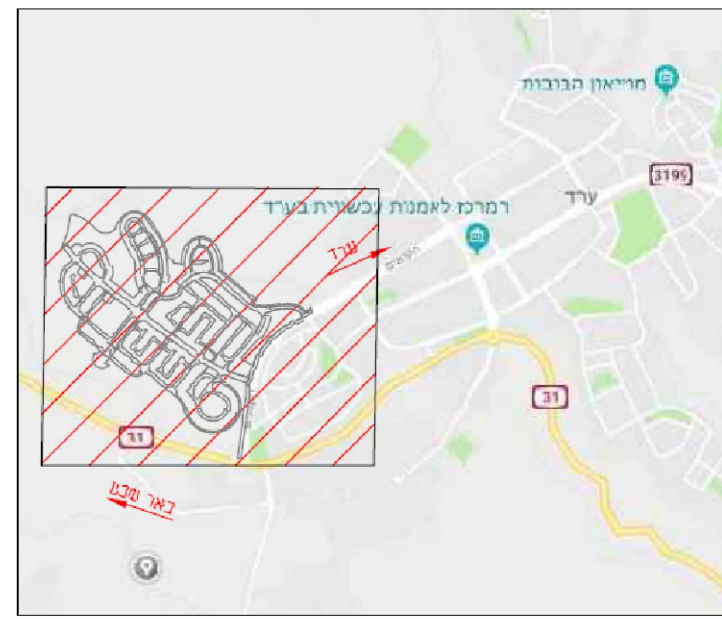 מוזיאון הבובות
3199
ערד
המרכז לאמנות עכשווית בערד
ערד
31
31
באר שבע